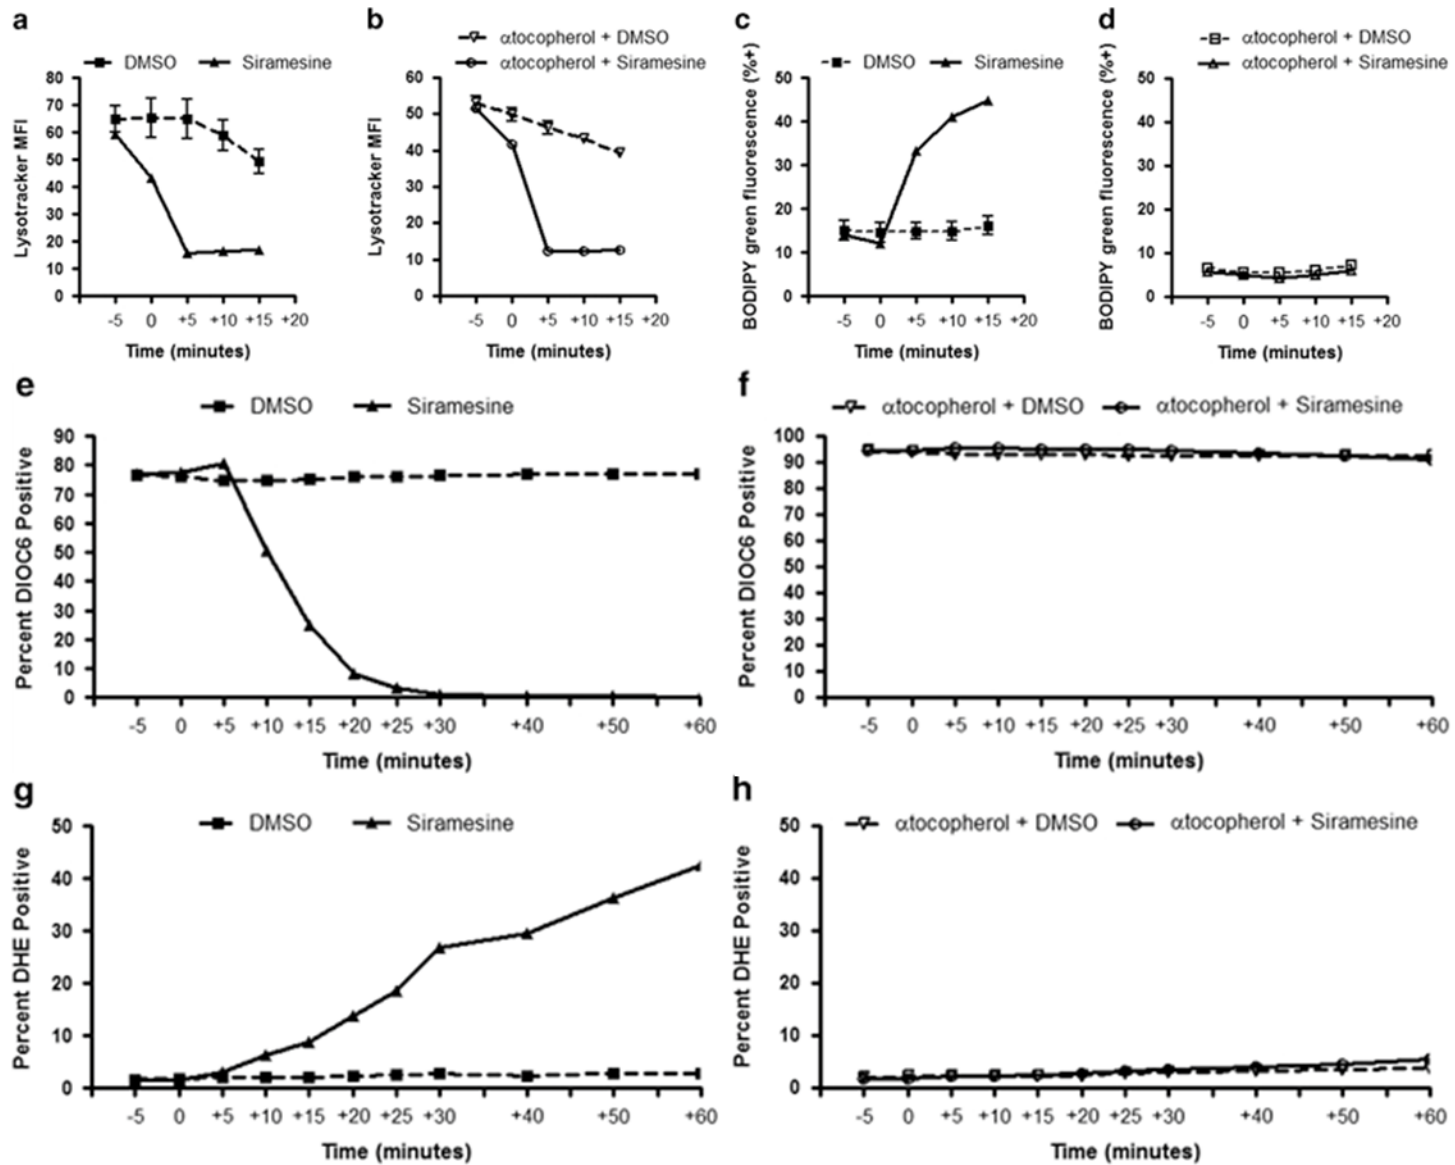 a
DMSO Siramesine
Lysotracker MFI
80
70
60
50
40
30
20
10
0
-5 0 +5 +10 +15 +20
Time (minutes)
b
αtocopherol + DMSO
αtocopherol + Siramesine
Lysotracker MFI
60
50
40
30
20
10
0
-5 0 +5 +10 +15 +20
Time (minutes)
c
DMSO Siramesine
BODIPY green fluorescence (%+)
50
40
30
20
10
0
-5 0 +5 +10 +15 +20
Time (minutes)
d
αtocopherol + DMSO
αtocopherol + Siramesine
BODIPY green fluorescence (%+)
50
40
30
20
10
0
-5 0 +5 +10 +15 +20
Time (minutes)
e
DMSO Siramesine
Percent DIOC6 Positive
90
80
70
60
50
40
30
20
10
0
-5 0 +5 +10 +15 +20 +25 +30 +40 +50 +60
Time (minutes)
f
αtocopherol + DMSO αtocopherol + Siramesine
Percent DIOC6 Positive
100
90
80
70
60
50
40
30
20
10
0
-5 0 +5 +10 +15 +20 +25 +30 +40 +50 +60
Time (minutes)
g
DMSO Siramesine
Percent DHE Positive
50
40
30
20
10
0
-5 0 +5 +10 +15 +20 +25 +30 +40 +50 +60
Time (minutes)
h
αtocopherol + DMSO αtocopherol + Siramesine
Percent DHE Positive
50
40
30
20
10
0
-5 0 +5 +10 +15 +20 +25 +30 +40 +50 +60
Time (minutes)